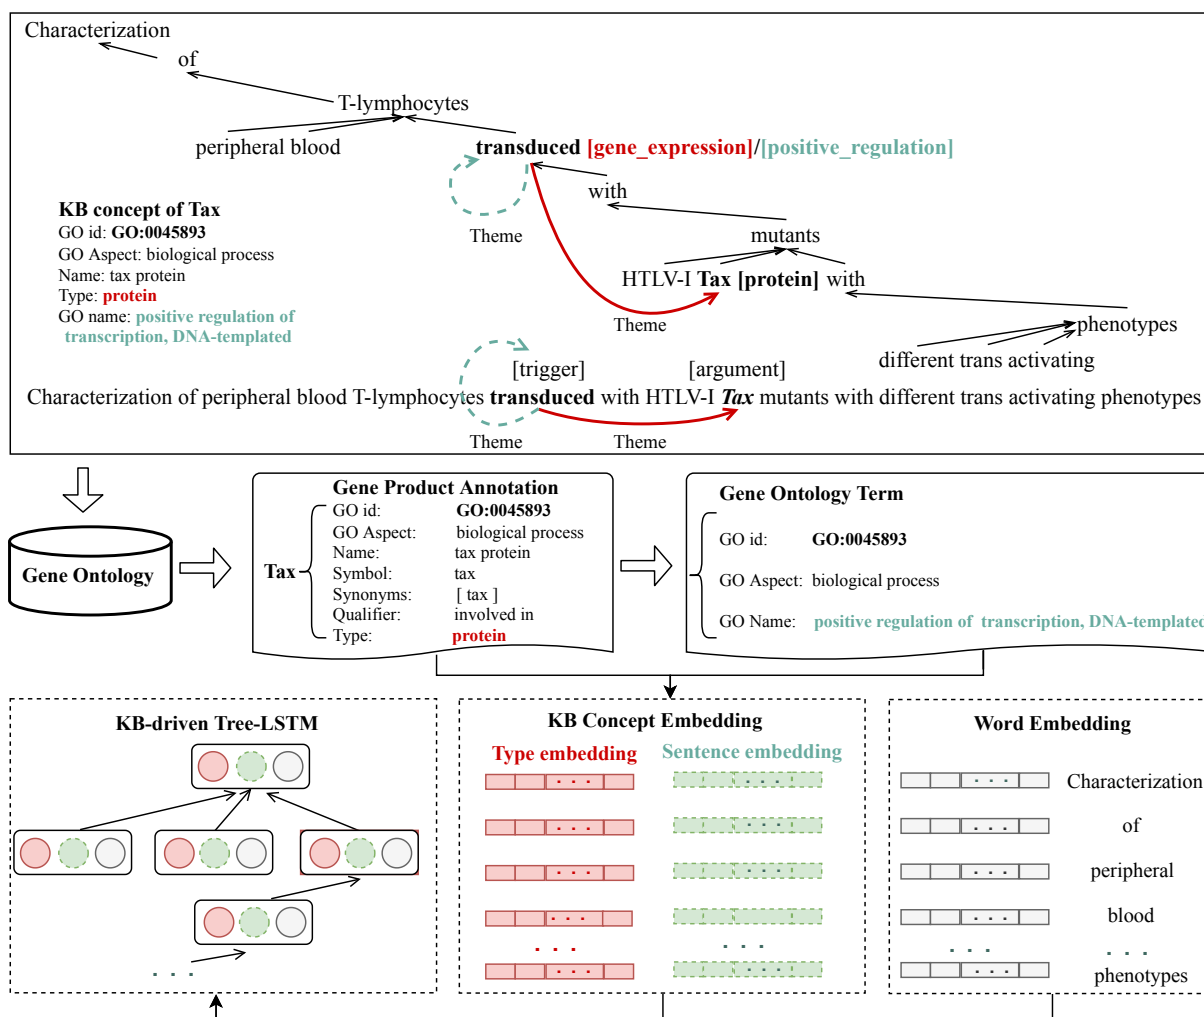 Characterization
of
T-lymphocytes
peripheral blood
transduced [gene_expression]/[positive_regulation]
with
Theme
KB concept of Tax
GO id: GO:0045893
GO Aspect: biological process
Name: tax protein
Type: protein
GO name: positive regulation of
transcription, DNA-templated
mutants
HTLV-I Tax [protein] with
Theme
phenotypes
different trans activating
[trigger] [argument]
Characterization of peripheral blood T-lymphocytes transduced with HTLV-I Tax mutants with different trans activating phenotypes
Theme Theme
Gene Ontology
Gene Product Annotation
Tax
GO id: GO:0045893
GO Aspect: biological process
Name: tax protein
Symbol: tax
Synonyms: [ tax ]
Qualifier: involved in
Type: protein
Gene Ontology Term
GO id: GO:0045893
GO Aspect: biological process
GO Name: positive regulation of transcription, DNA-templated
KB-driven Tree-LSTM
. . .
KB Concept Embedding
Type embedding Sentence embedding
. . . . . .
. . . . . .
. . . . . .
. . .
. . . . . .
. . . . . .
Word Embedding
. . . Characterization
. . . of
. . . peripheral
. . . blood
. . . . . .
. . . phenotypes